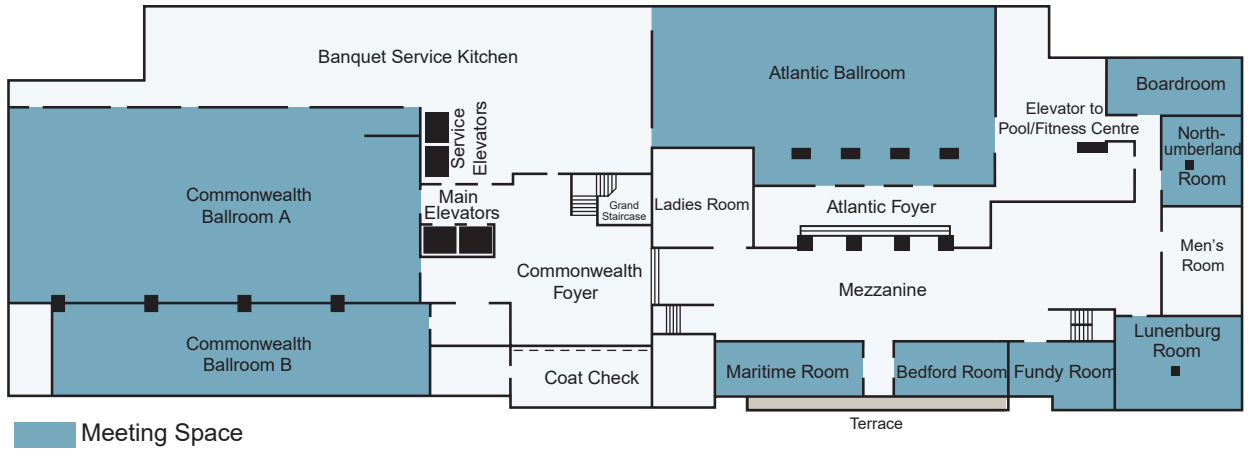 Banquet Service Kitchen
Atlantic Ballroom
Boardroom
Elevator to
Pool/Fitness Centre
North-
umberland
Room
Service
Elevators
Commonwealth
Ballroom A
Main
Elevators
Grand
Staircase
Ladies Room
Atlantic Foyer
Men's
Room
Commonwealth
Foyer
Mezzanine
Commonwealth
Ballroom B
Coat Check
Maritime Room
Bedford Room
Fundy Room
Lunenburg
Room
Terrace
Meeting Space